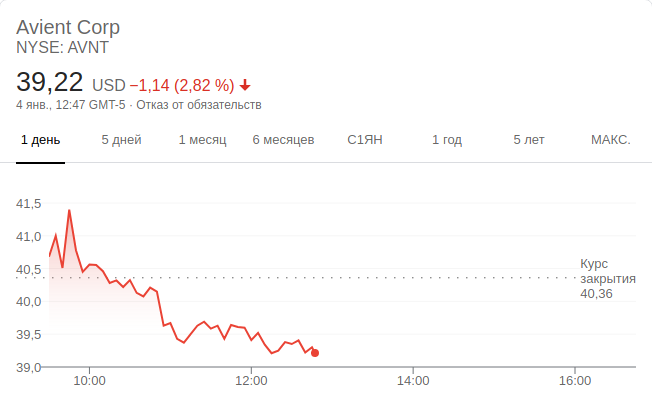 Avient Corp
NYSE: AVNT
39,22 USD −1,14 (2,82 %)
4 янв., 12:47 GMT-5 · Отказ от обязательств
1 день 5 дней 1 месяц 6 месяцев С1ЯН 1 год 5 лет МАКС.
41,5
41,0
40,5
40,0
39,5
39,0
Курс
закрытия
40,36
10:00 12:00 14:00 16:00